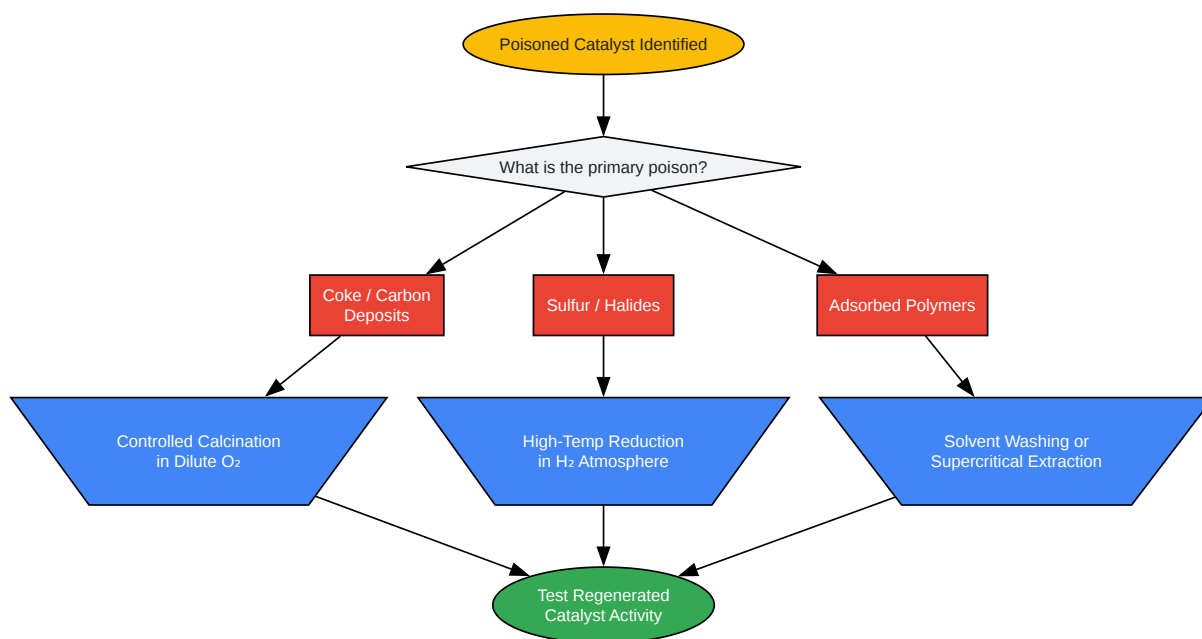 Poisoned Catalyst Identified
What is the primary poison?
Coke / Carbon
Deposits
Sulfur / Halides
Adsorbed Polymers
Controlled Calcination
in Dilute O₂
High-Temp Reduction
in H₂ Atmosphere
Solvent Washing or
Supercritical Extraction
Test Regenerated
Catalyst Activity